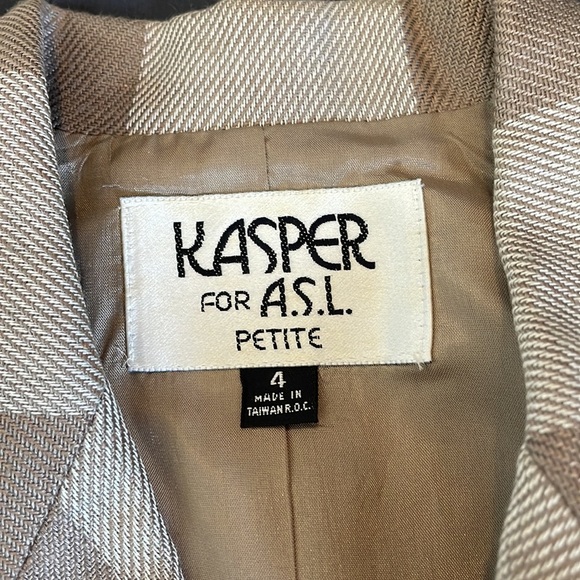 KASPER
FOR A.S.L.
PETITE
4
MADE IN
TAIWAN R.O.C.